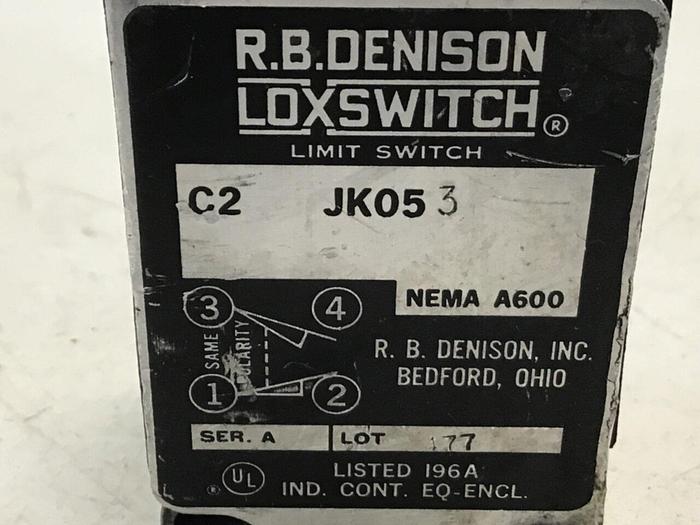 R.B.DENISON
LOXSWITCH®
LIMIT SWITCH
C2 JK05 3
NEMA A600
3 4
SAME POLARITY
1 2
R. B. DENISON, INC.
BEDFORD, OHIO
SER. A LOT 177
UL ® LISTED 196A
IND. CONT. EQ-ENCL.